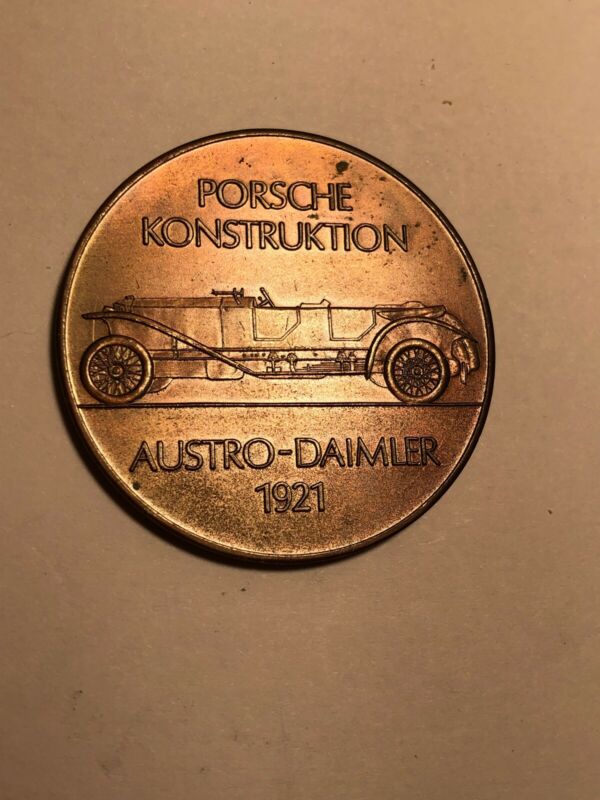 PORSCHE
KONSTRUKTION
AUSTRO-DAIMLER
1921